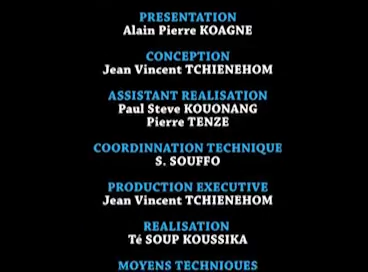 PRESENTATION
Alain Pierre KOAGNE
CONCEPTION
Jean Vincent TCHIENEHOM
ASSISTANT REALISATION
Paul Steve KOUONANG
Pierre TENZE
COORDINNATION TECHNIQUE
S. SOUFFO
PRODUCTION EXECUTIVE
Jean Vincent TCHIENEHOM
REALISATION
Té SOUP KOUSSIKA
MOYENS TECHNIQUES